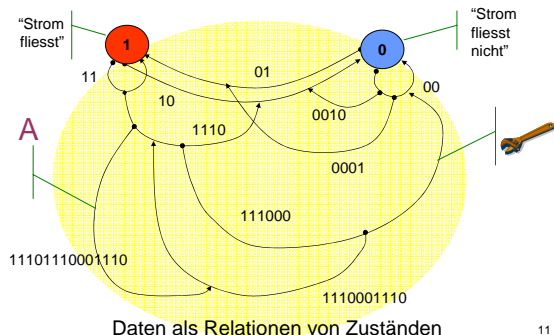 “Strom
fliesst”
1
0
“Strom
fliesst
nicht”
11
01
00
10
0010
1110
A
0001
111000
11101110001110
1110001110
Daten als Relationen von Zuständen
11